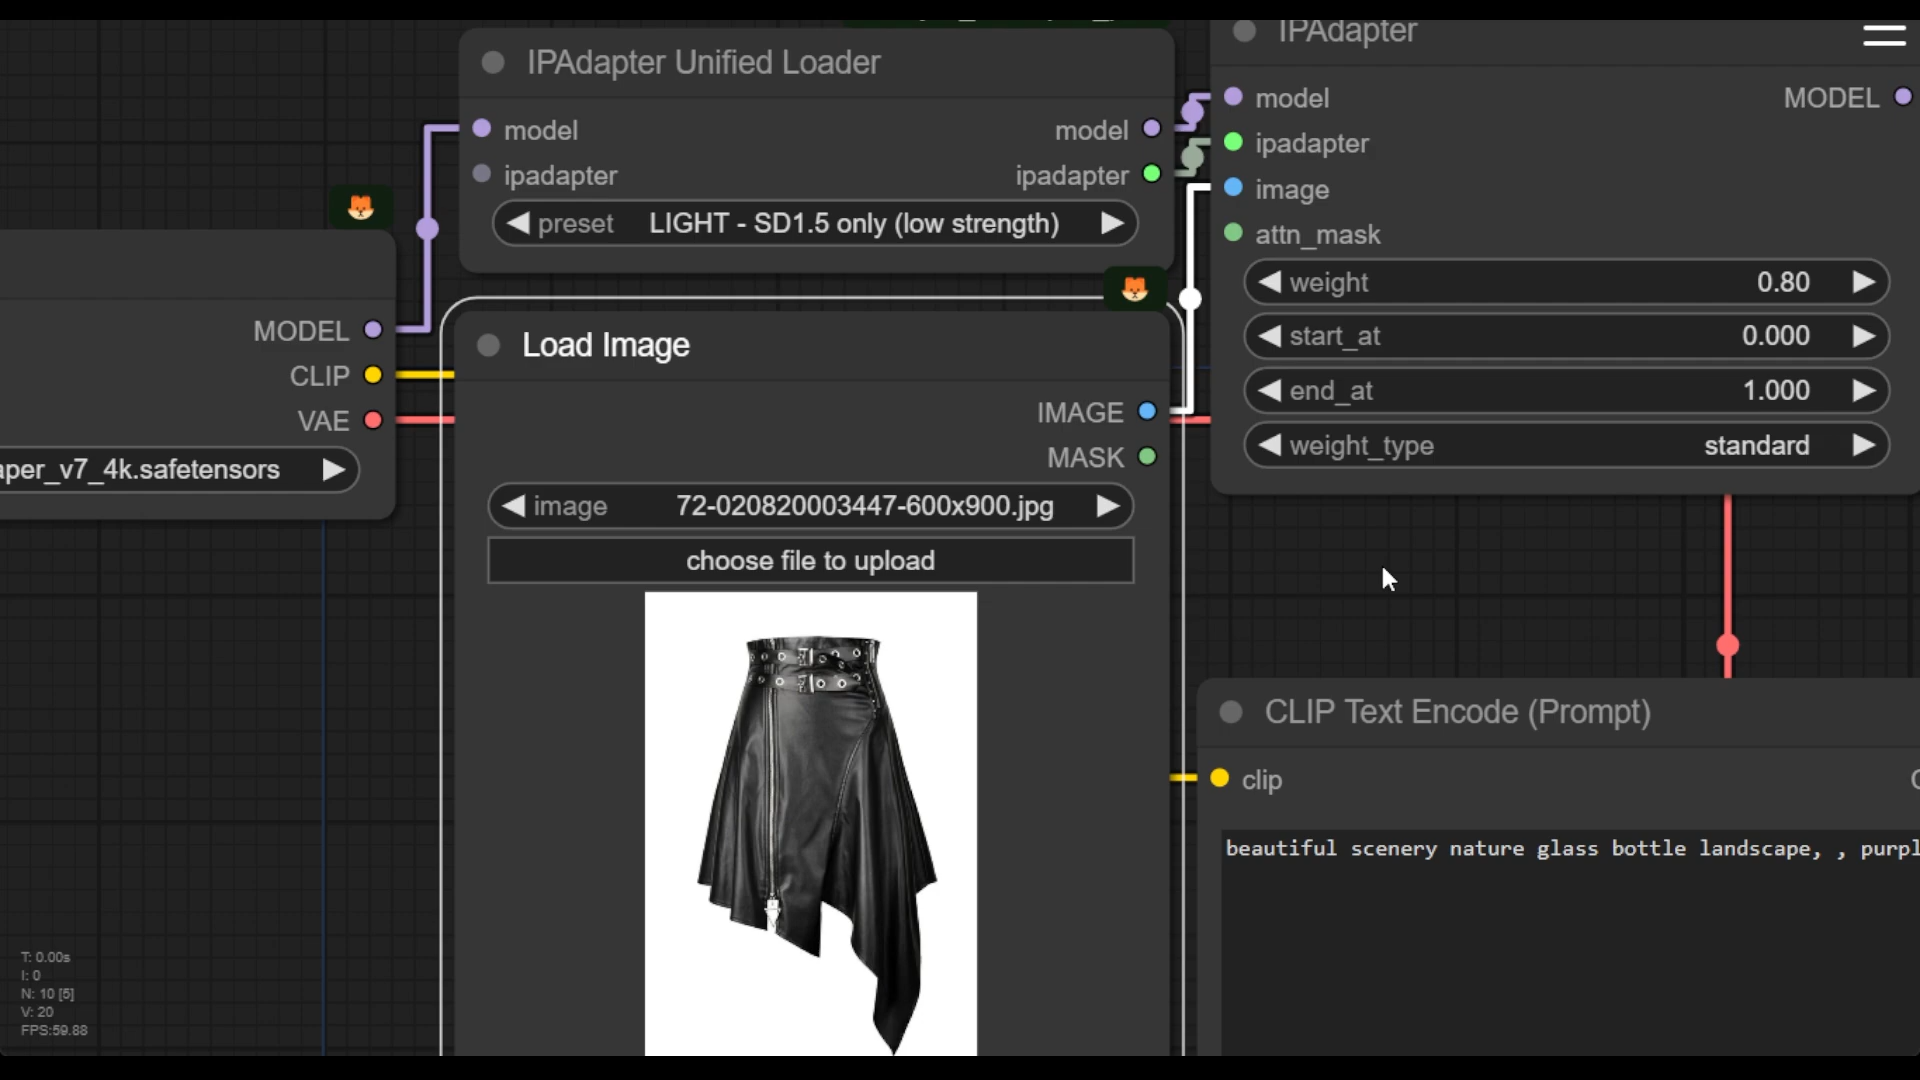 IPAdapter Unified Loader
model
model
ipadapter
ipadapter
preset LIGHT - SD1.5 only (low strength)
IPAdapter
model
MODEL
ipadapter
image
attn_mask
weight 0.80
start_at 0.000
end_at 1.000
weight_type standard
MODEL
CLIP
VAE
aper_v7_4k.safetensors
Load Image
IMAGE
MASK
image 72-020820003447-600x900.jpg
choose file to upload
CLIP Text Encode (Prompt)
clip
beautiful scenery nature glass bottle landscape, , purpl
T: 0.00s
I: 0
N: 10 [5]
V: 20
FPS:59.88